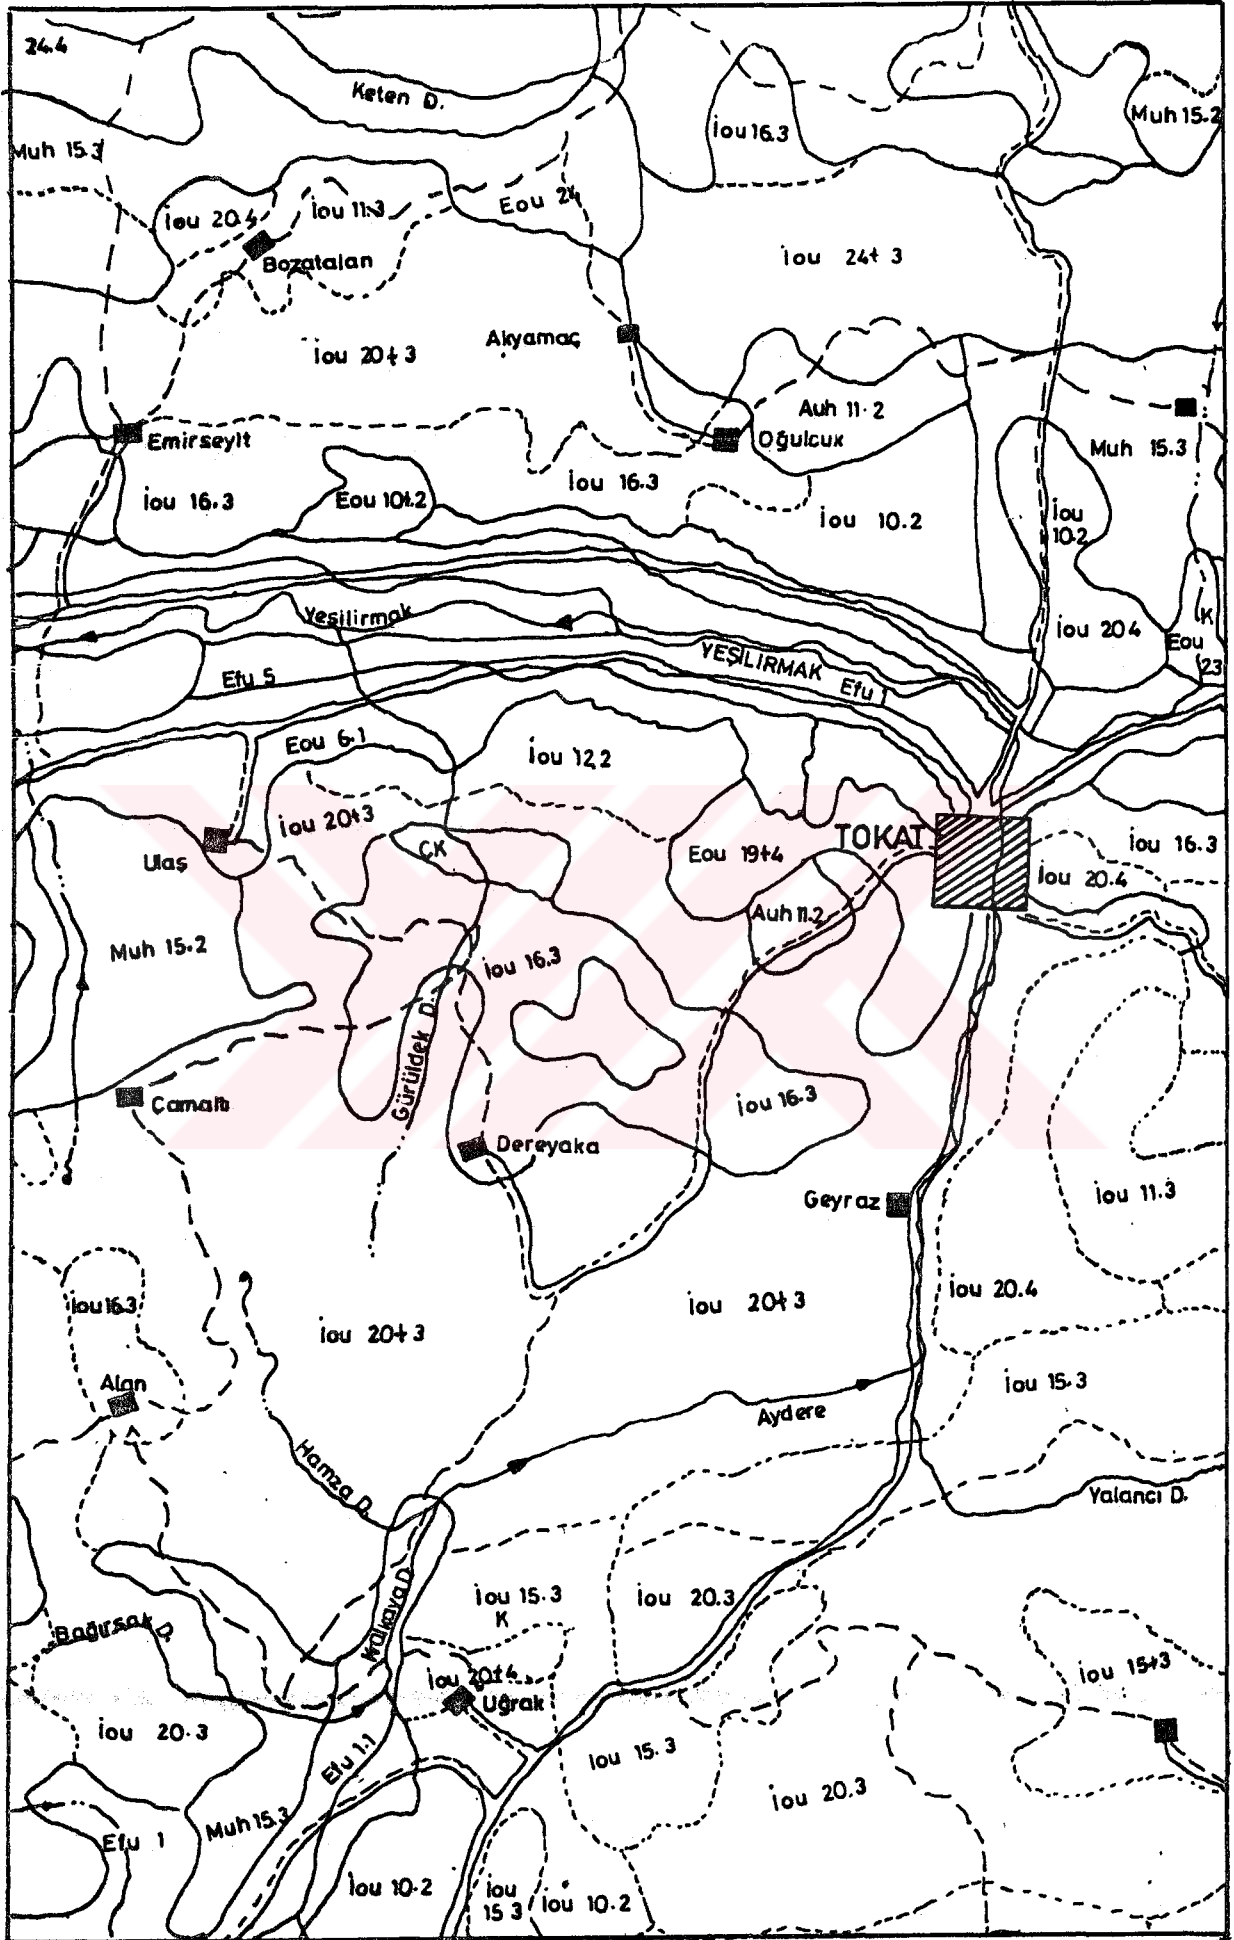 24.4
Keten D.
Muh 15.3
İou 16.3
Muh 15.2
İou 20.4
İou 11.3
Eou 24
Bozatalan
İou 24+3
Akyamaç
İou 20+3
Auh 11.2
Emirseyit
Oğulcuk
Muh 15.3
İou 16.3
Eou 10+.2
İou 16.3
İou 10.2
İou
10.2
Yeşilirmak
İou 20.4
K
Eou
23
YEŞİLIRMAK
Efu 1
Efu 5
Eou 6.1
İou 12.2
İou 20+3
TOKAT
Ulaş
Ç.K
Eou 19+4
İou 16.3
İou 20.4
Auh 11.2
Muh 15.2
İou 16.3
Gürüldek D.
Çamaltı
İou 16.3
Dereyaka
Geyraz
İou 11.3
İou 16.3
İou 20+3
İou 20+3
İou 20.4
Alan
İou 15.3
Aydere
Hamza D.
Yalancı D.
İou 15.3
K
İou 20.3
Kalkaya D.
Bağırsak D.
İou 20+4
Uğrak
İou 15+3
İou 20.3
Efu 1.1
İou 15.3
İou 20.3
Efu 1
Muh 15.3
İou 10.2
İou
15 3
İou 10.2